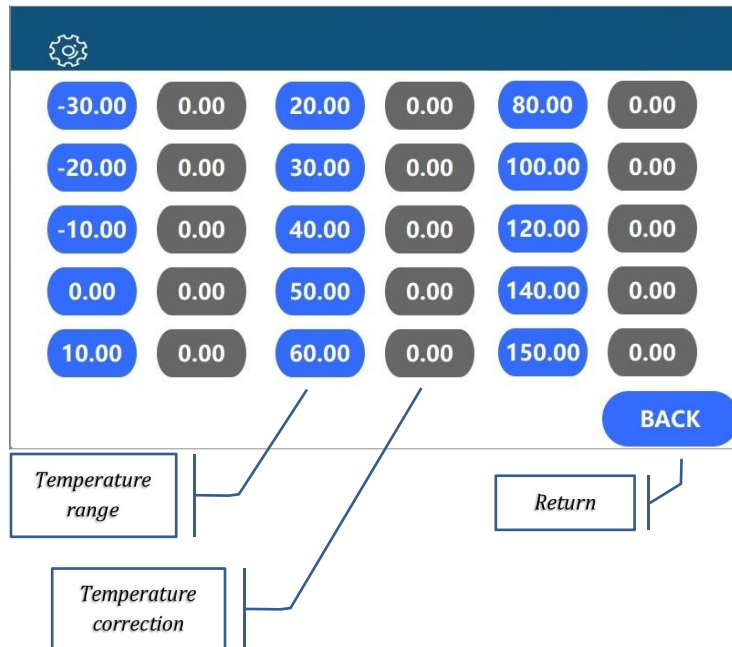 -30.00 0.00 20.00 0.00 80.00 0.00
-20.00 0.00 30.00 0.00 100.00 0.00
-10.00 0.00 40.00 0.00 120.00 0.00
0.00 0.00 50.00 0.00 140.00 0.00
10.00 0.00 60.00 0.00 150.00 0.00
BACK
Temperature
range
Return
Temperature
correction